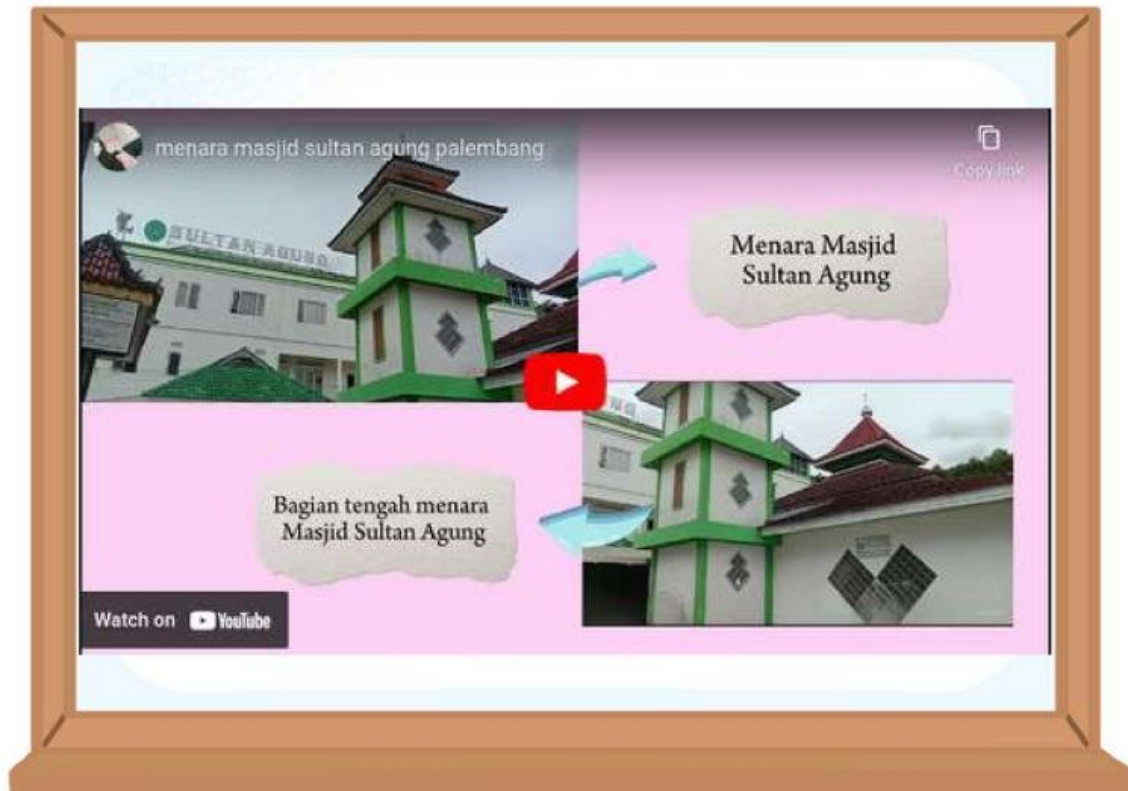 menara masjid sultan agung palembang
Copy link
SULTAN AGUNG
Menara Masjid
Sultan Agung
Bagian tengah menara
Masjid Sultan Agung
Watch on YouTube